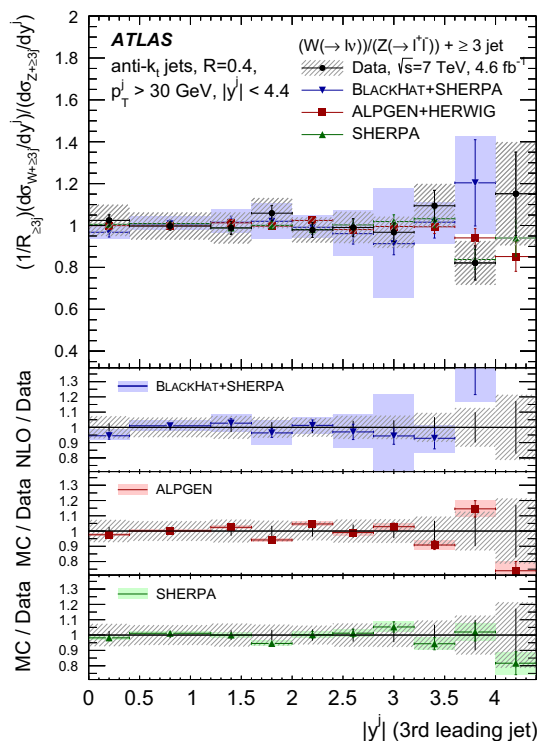 (1/R≥3j)(dσW+≥3j/dy^j)/(dσZ+≥3j/dy^j)
ATLAS
(W(→ lν))/(Z(→ l⁺l⁻)) + ≥ 3 jet
anti-kt jets, R=0.4,
Data, √s=7 TeV, 4.6 fb⁻¹
p_T^j > 30 GeV, |y^j| < 4.4
BLACKHAT+SHERPA
ALPGEN+HERWIG
SHERPA
2
1.8
1.6
1.4
1.2
1
0.8
0.6
0.4
NLO / Data
BLACKHAT+SHERPA
1.3
1.2
1.1
1
0.9
0.8
MC / Data
ALPGEN
1.3
1.2
1.1
1
0.9
0.8
MC / Data
SHERPA
1.3
1.2
1.1
1
0.9
0.8
0 0.5 1 1.5 2 2.5 3 3.5 4
|y^j| (3rd leading jet)